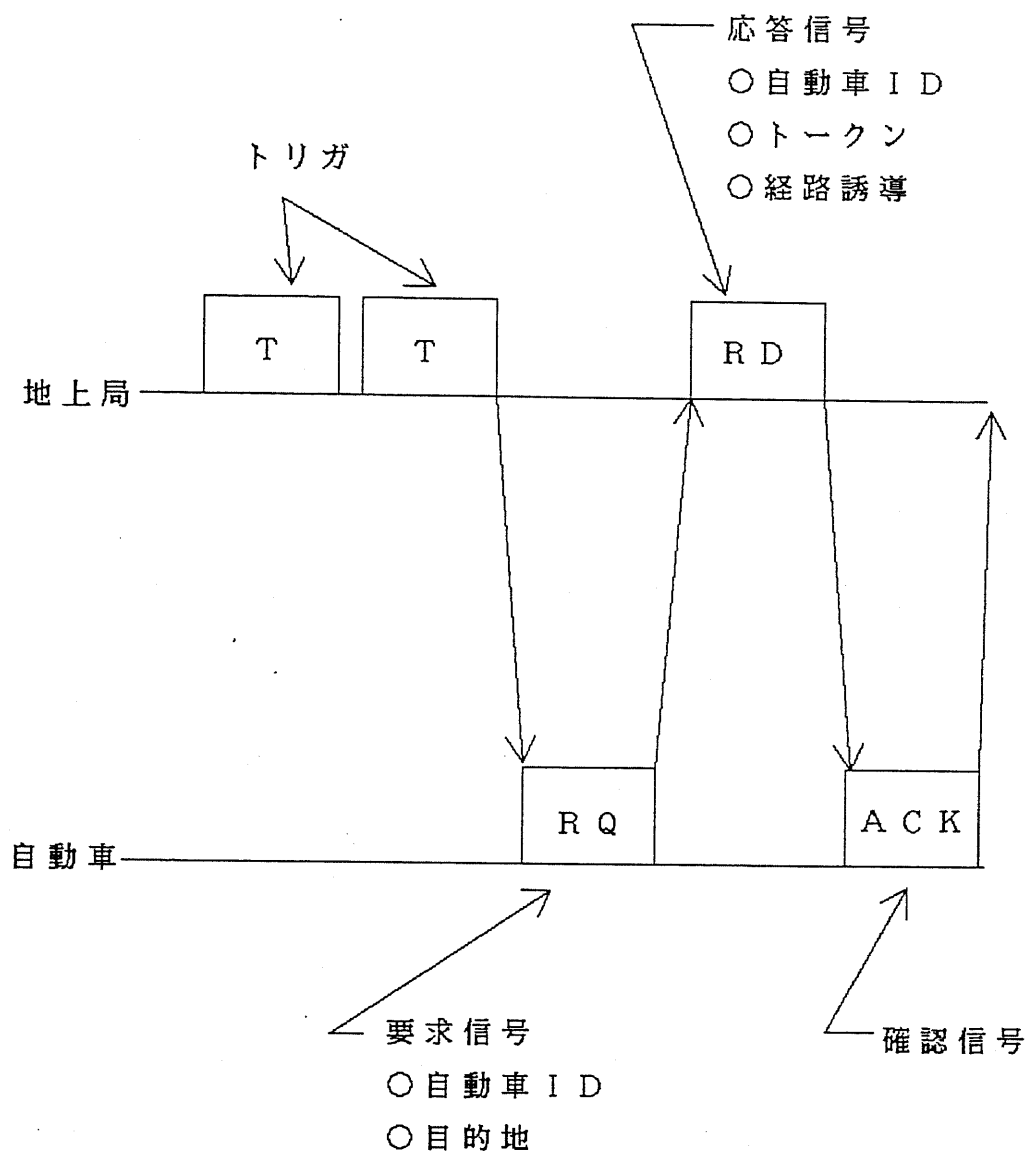 応答信号
○自動車ID
○トークン
○経路誘導
トリガ
T
T
RD
地上局
RQ
ACK
自動車
要求信号
○自動車ID
○目的地
確認信号